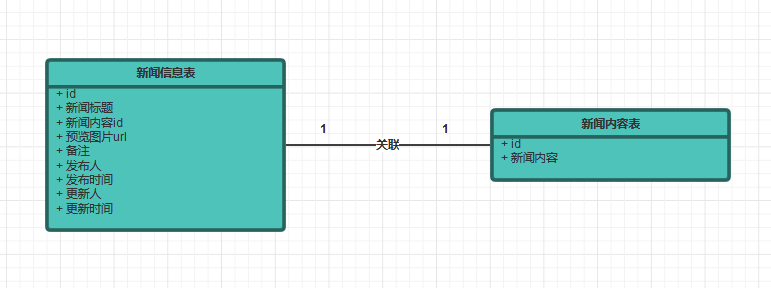 新闻信息表
+ id
+ 新闻标题
+ 新闻内容id
+ 预览图片url
+ 备注
+ 发布人
+ 发布时间
+ 更新人
+ 更新时间
1
关联
1
新闻内容表
+ id
+ 新闻内容